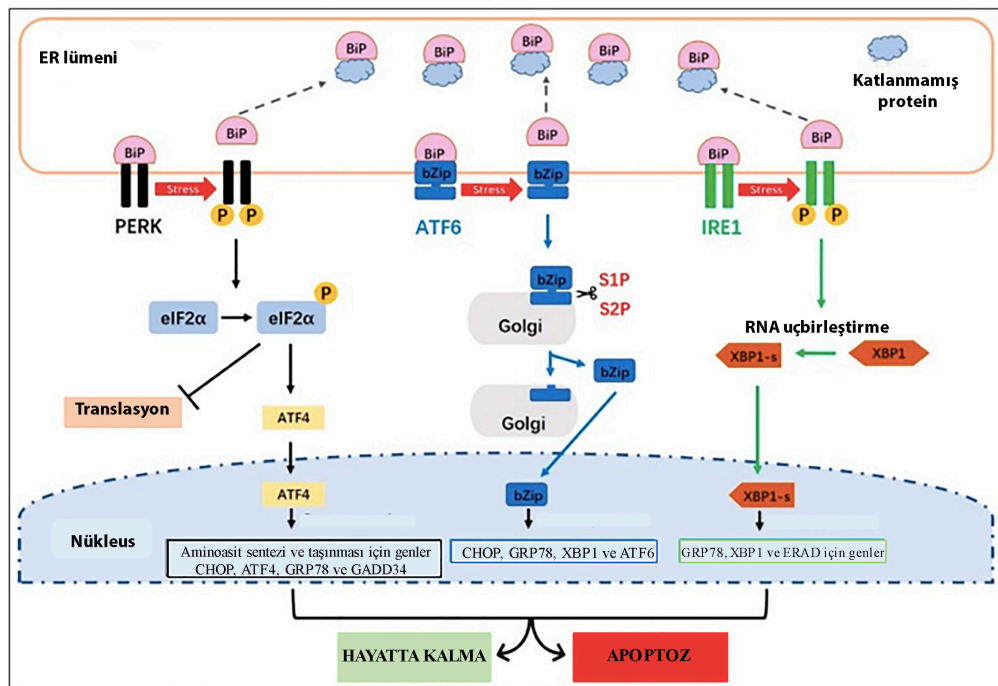 ER lümeni
BiP
BiP
BiP
BiP
BiP
Katlanmamış
protein
BiP
BiP
BiP
BiP
BiP
BiP
bZip
bZip
Stress
Stress
Stress
P P
P P
PERK
ATF6
IRE1
bZip
S1P
S2P
Golgi
P
eIF2α
eIF2α
RNA uçbirleştirme
XBP1-s
XBP1
bZip
Golgi
Translasyon
ATF4
ATF4
bZip
XBP1-s
Nükleus
Aminoasit sentezi ve taşınması için genler
CHOP, ATF4, GRP78 ve GADD34
CHOP, GRP78, XBP1 ve ATF6
GRP78, XBP1 ve ERAD için genler
HAYATTA KALMA
APOPTOZ